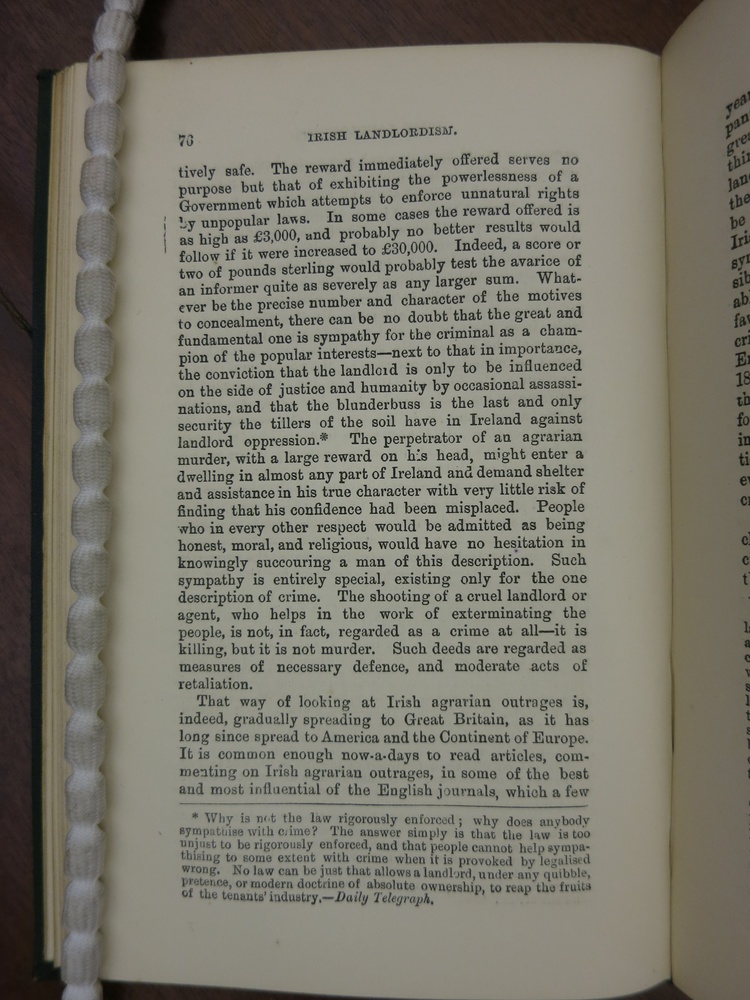 76
IRISH LANDLORDISM.
tively safe. The reward immediately offered serves no
purpose but that of exhibiting the powerlessness of a
Government which attempts to enforce unnatural rights
by unpopular laws. In some cases the reward offered is
as high as £3,000, and probably no better results would
follow if it were increased to £30,000. Indeed, a score or
two of pounds sterling would probably test the avarice of
an informer quite as severely as any larger sum. What-
ever be the precise number and character of the motives
to concealment, there can be no doubt that the great and
fundamental one is sympathy for the criminal as a cham-
pion of the popular interests—next to that in importance,
the conviction that the landlord is only to be influenced
on the side of justice and humanity by occasional assassi-
nations, and that the blunderbuss is the last and only
security the tillers of the soil have in Ireland against
landlord oppression.* The perpetrator of an agrarian
murder, with a large reward on his head, might enter a
dwelling in almost any part of Ireland and demand shelter
and assistance in his true character with very little risk of
finding that his confidence had been misplaced. People
who in every other respect would be admitted as being
honest, moral, and religious, would have no hesitation in
knowingly succouring a man of this description. Such
sympathy is entirely special, existing only for the one
description of crime. The shooting of a cruel landlord or
agent, who helps in the work of exterminating the
people, is not, in fact, regarded as a crime at all—it is
killing, but it is not murder. Such deeds are regarded as
measures of necessary defence, and moderate acts of
retaliation.
That way of looking at Irish agrarian outrages is,
indeed, gradually spreading to Great Britain, as it has
long since spread to America and the Continent of Europe.
It is common enough now-a-days to read articles, com-
menting on Irish agrarian outrages, in some of the best
and most influential of the English journals, which a few
* Why is not the law rigorously enforced; why does anybody
sympathise with crime? The answer simply is that the law is too
unjust to be rigorously enforced, and that people cannot help sympa-
thising to some extent with crime when it is provoked by legalised
wrong. No law can be just that allows a landlord, under any quibble,
pretence, or modern doctrine of absolute ownership, to reap the fruits
of the tenants' industry.—Daily Telegraph.